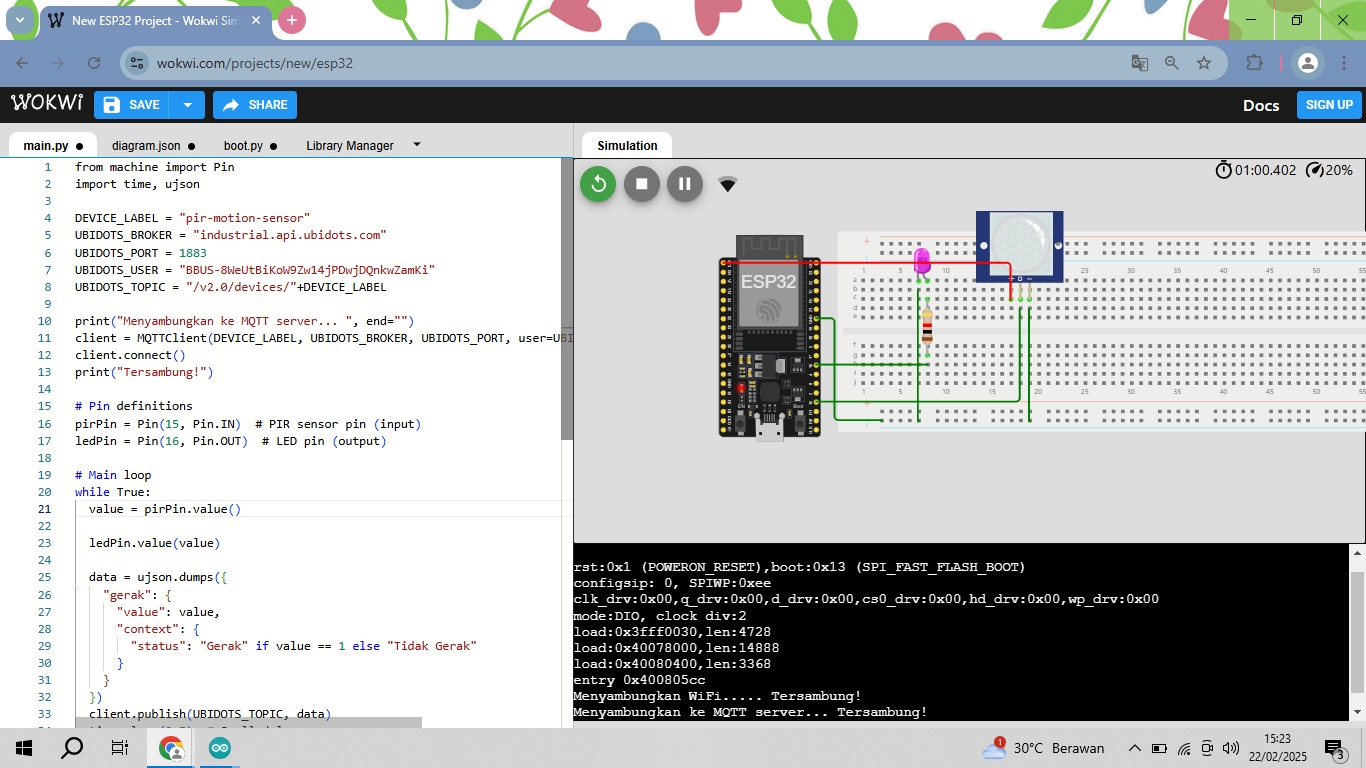 New ESP32 Project - Wokwi Sim
wokwi.com/projects/new/esp32
WOKWi
SAVE
SHARE
Docs
SIGN UP
main.py
diagram.json
boot.py
Library Manager
1 from machine import Pin
2 import time, ujson
3
4 DEVICE_LABEL = "pir-motion-sensor"
5 UBIDOTS_BROKER = "industrial.api.ubidots.com"
6 UBIDOTS_PORT = 1883
7 UBIDOTS_USER = "BBUS-8WeUtBiKoW9Zw14jPDwjDQnkwZamKi"
8 UBIDOTS_TOPIC = "/v2.0/devices/"+DEVICE_LABEL
9
10 print("Menyambungkan ke MQTT server... ", end="")
11 client = MQTTClient(DEVICE_LABEL, UBIDOTS_BROKER, UBIDOTS_PORT, user=UBI
12 client.connect()
13 print("Tersambung!")
14
15 # Pin definitions
16 pirPin = Pin(15, Pin.IN)  # PIR sensor pin (input)
17 ledPin = Pin(16, Pin.OUT)  # LED pin (output)
18
19 # Main loop
20 while True:
21   value = pirPin.value()
22
23   ledPin.value(value)
24
25   data = ujson.dumps({
26     "gerak": {
27       "value": value,
28       "context": {
29         "status": "Gerak" if value == 1 else "Tidak Gerak"
30       }
31     }
32   })
33   client.publish(UBIDOTS_TOPIC, data)
Simulation
01:00.402
20%
ESP32
rst:0x1 (POWERON_RESET),boot:0x13 (SPI_FAST_FLASH_BOOT)
configsip: 0, SPIWP:0xee
clk_drv:0x00,q_drv:0x00,d_drv:0x00,cs0_drv:0x00,hd_drv:0x00,wp_drv:0x00
mode:DIO, clock div:2
load:0x3fff0030,len:4728
load:0x40078000,len:14888
load:0x40080400,len:3368
entry 0x400805cc
Menyambungkan WiFi..... Tersambung!
Menyambungkan ke MQTT server... Tersambung!
1
30°C Berawan
15:23
22/02/2025
3